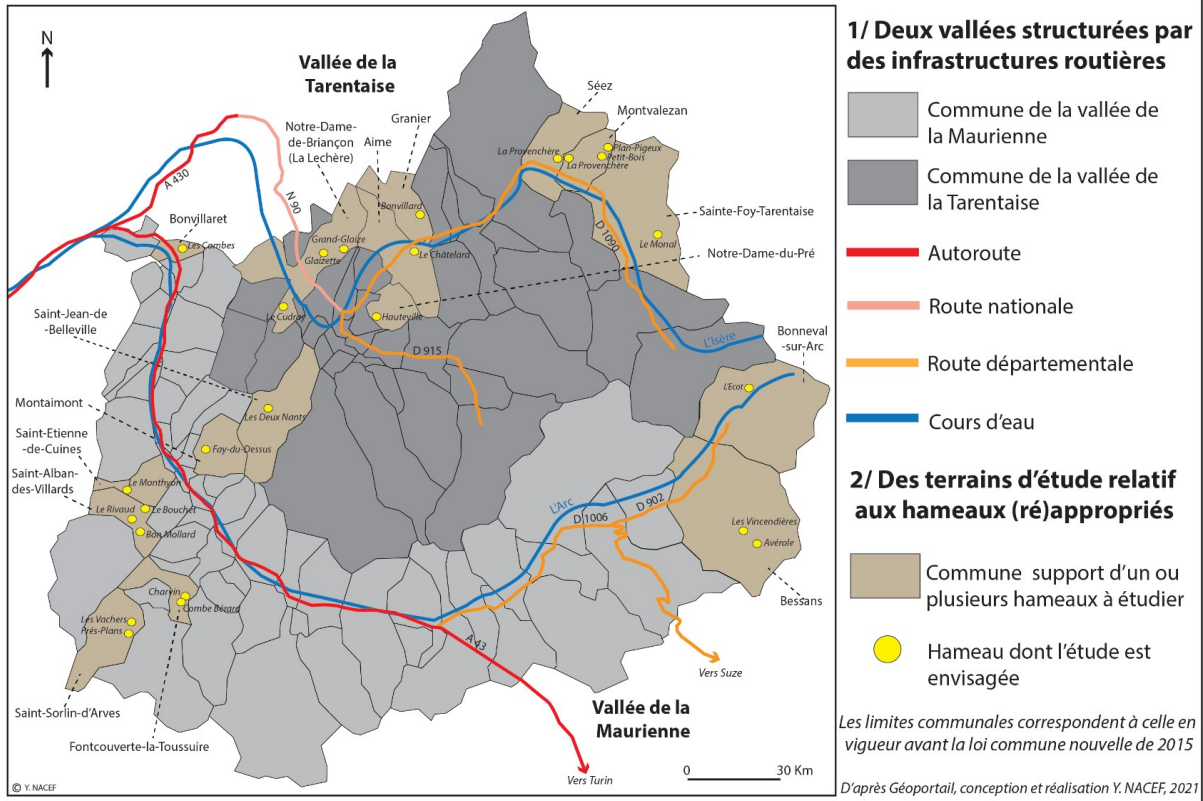 N
Vallée de la
Tarentaise
Séez
Montvalezan
Granier
Notre-Dame-
de-Briançon
(La Lechère)
Aime
La Provenchère
Plan-Pigeux
Petit-Bois
La Provenchère
A 430
N 90
Bonvillard
Sainte-Foy-Tarentaise
Bonvillaret
Les Combes
D 1090
Le Monal
Grand-Glaize
Glaizette
Le Châtelard
Notre-Dame-du-Pré
Saint-Jean-de
-Belleville
Le Cudray
Hauteville
L'Isère
Bonneval
-sur-Arc
D 915
L'Ecot
Montaimont
Les Deux Nants
Saint-Etienne
-de-Cuines
Fay-du-Dessus
Saint-Alban-
des-Villards
Le Monthyon
Le Rivaud
Le Bouchet
Bon Mollard
L'Arc
D 1006
D 902
Les Vincendières
Avérole
Charvin
Combe Bérard
Bessans
Les Vachers
Prés-Plans
A 43
Vers Suze
Saint-Sorlin-d'Arves
Vallée de la
Maurienne
Fontcouverte-la-Toussuire
Vers Turin
0
30 Km
© Y. NACEF
1/ Deux vallées structurées par
des infrastructures routières
Commune de la vallée de
la Maurienne
Commune de la vallée de
la Tarentaise
Autoroute
Route nationale
Route départementale
Cours d'eau
2/ Des terrains d'étude relatif
aux hameaux (ré)appropriés
Commune support d'un ou
plusieurs hameaux à étudier
Hameau dont l'étude est
envisagée
Les limites communales correspondent à celle en
vigueur avant la loi commune nouvelle de 2015
D'après Géoportail, conception et réalisation Y. NACEF, 2021